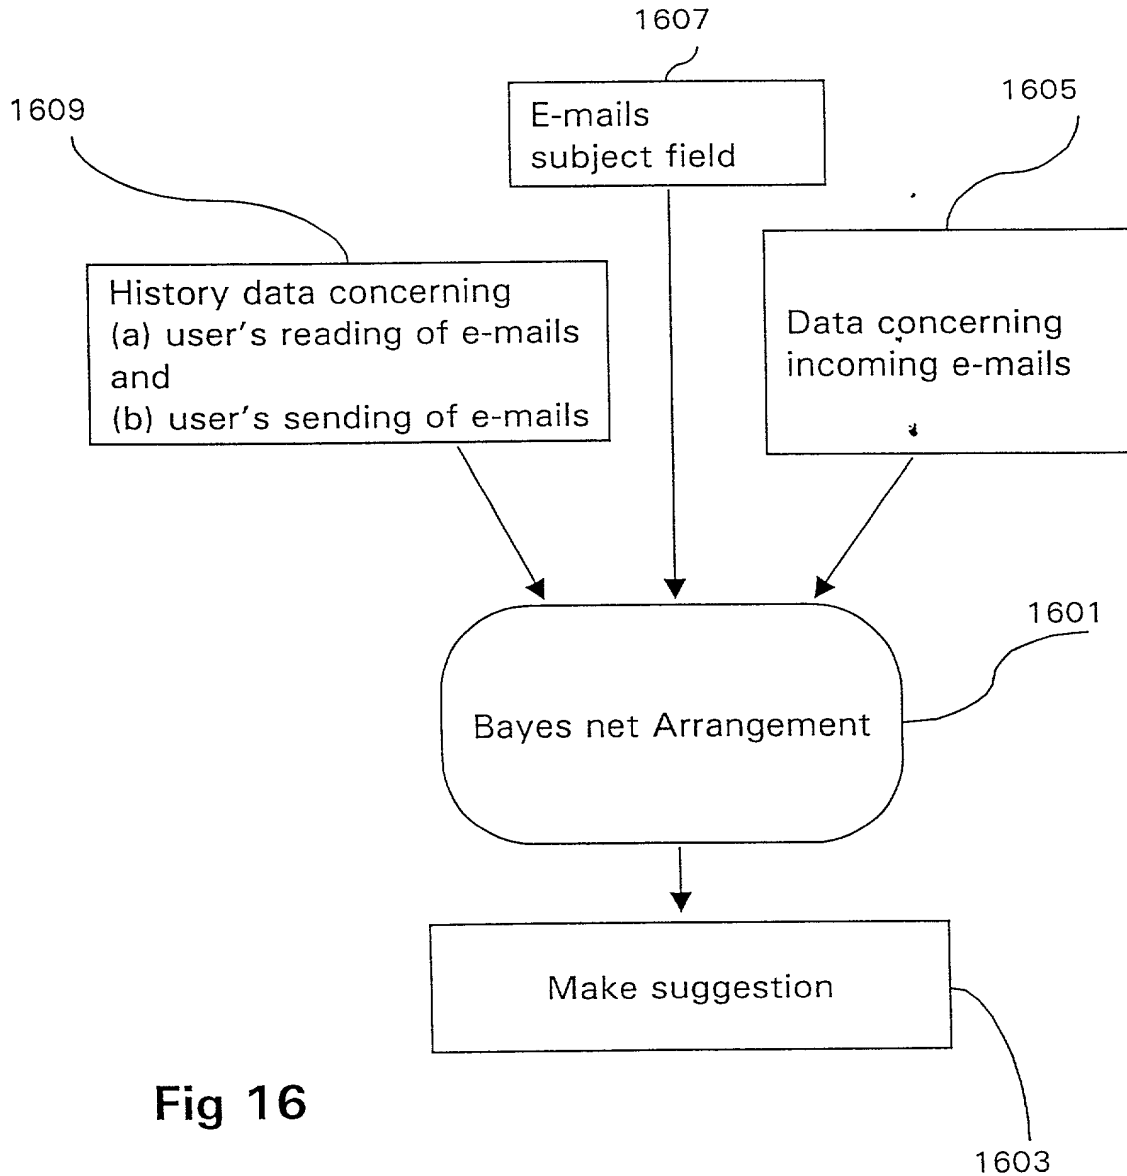 1607
1605
1609
E-mails
subject field
History data concerning
(a) user's reading of e-mails
and
(b) user's sending of e-mails
Data concerning
incoming e-mails
1601
Bayes net Arrangement
Make suggestion
Fig 16
1603